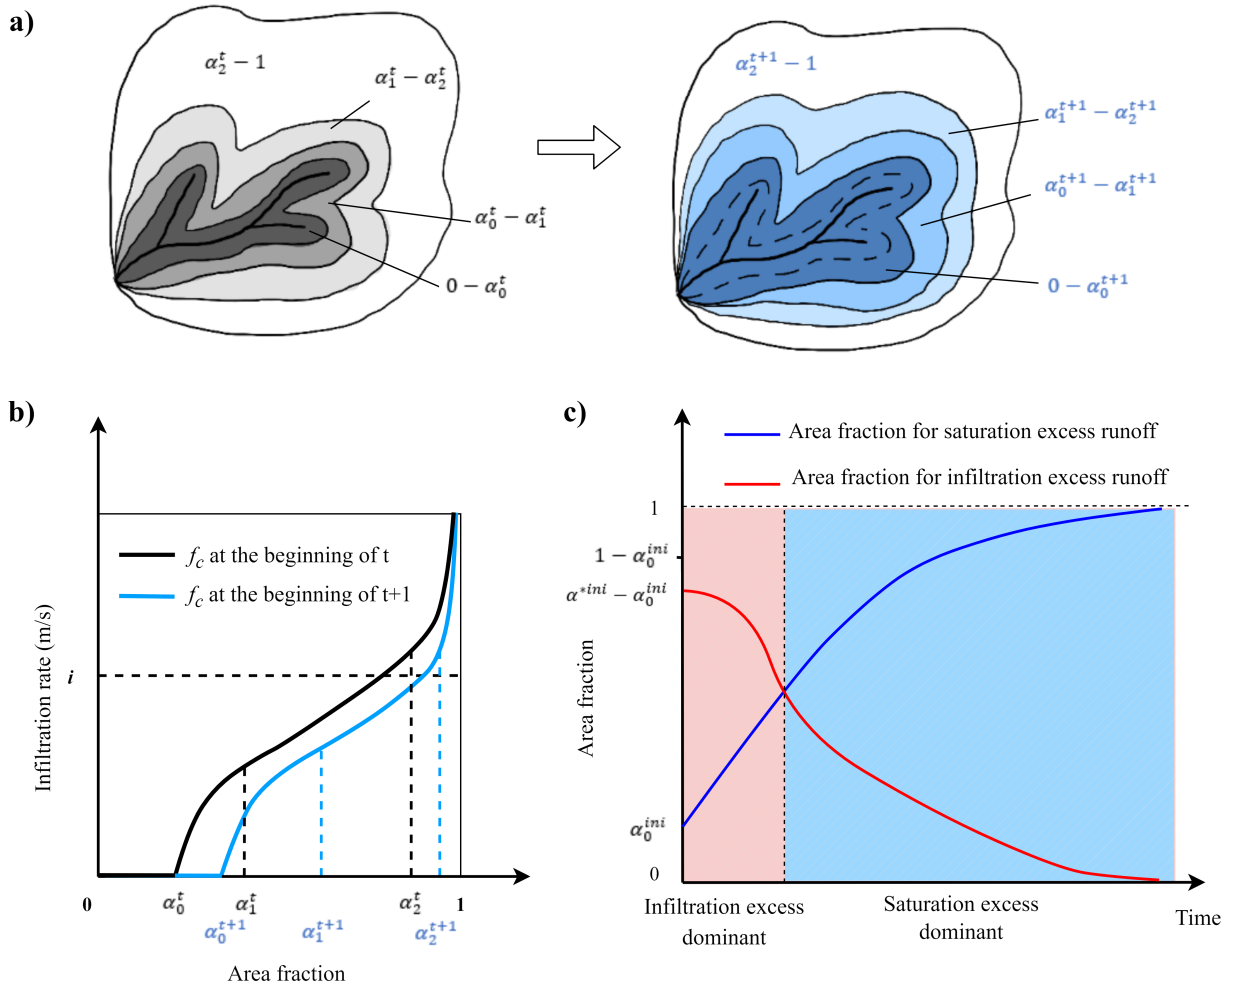 a)
α₂ᵗ − 1
α₁ᵗ − α₂ᵗ
α₀ᵗ − α₁ᵗ
0 − α₀ᵗ
α₂ᵗ⁺¹ − 1
α₁ᵗ⁺¹ − α₂ᵗ⁺¹
α₀ᵗ⁺¹ − α₁ᵗ⁺¹
0 − α₀ᵗ⁺¹
b)
Infiltration rate (m/s)
i
f_c at the beginning of t
f_c at the beginning of t+1
0
α₀ᵗ
α₁ᵗ
α₂ᵗ
1
α₀ᵗ⁺¹
α₁ᵗ⁺¹
α₂ᵗ⁺¹
Area fraction
c)
Area fraction for saturation excess runoff
Area fraction for infiltration excess runoff
Area fraction
1
1 − α₀ⁱⁿⁱ
α*ⁱⁿⁱ − α₀ⁱⁿⁱ
α₀ⁱⁿⁱ
0
Infiltration excess
dominant
Saturation excess
dominant
Time